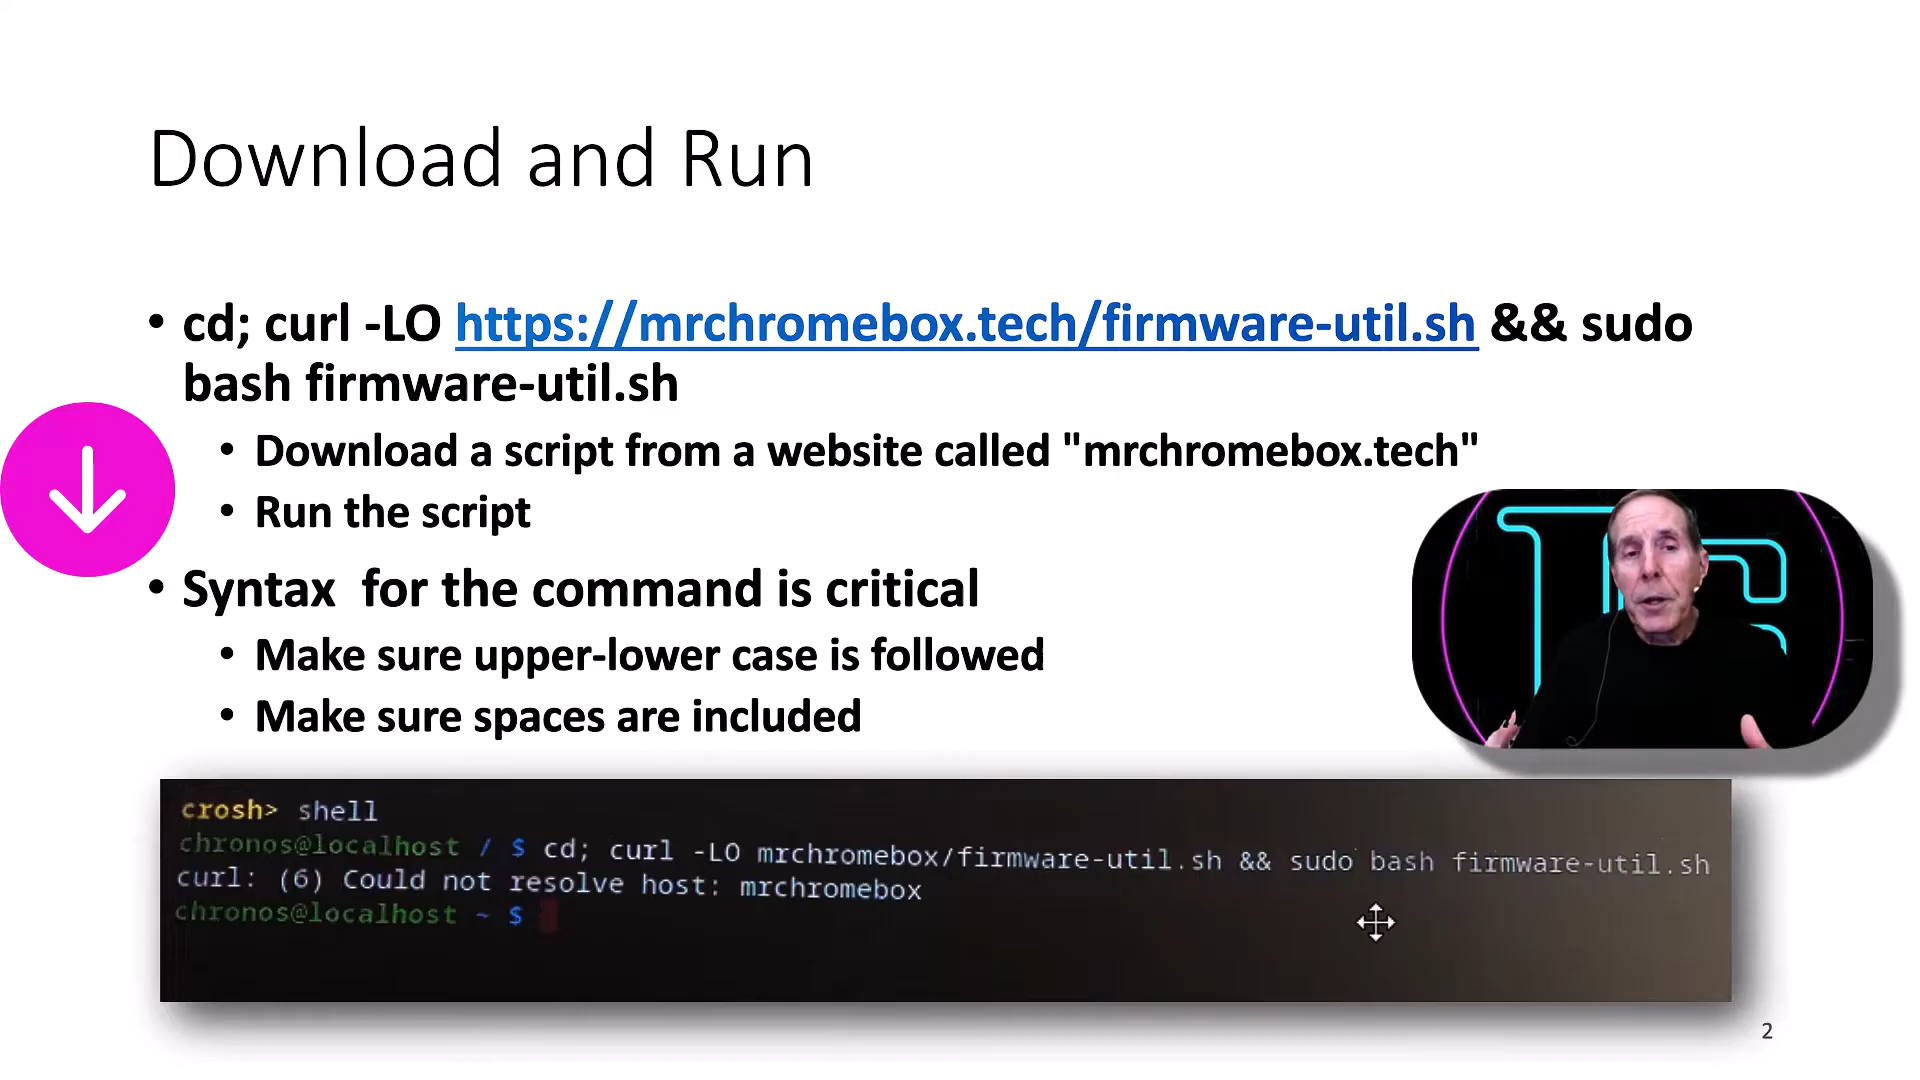 Download and Run
• cd; curl -LO https://mrchromebox.tech/firmware-util.sh && sudo
bash firmware-util.sh
• Download a script from a website called "mrchromebox.tech"
• Run the script
• Syntax  for the command is critical
• Make sure upper-lower case is followed
• Make sure spaces are included
crosh> shell
chronos@localhost / $ cd; curl -LO mrchromebox/firmware-util.sh && sudo bash firmware-util.sh
curl: (6) Could not resolve host: mrchromebox
chronos@localhost ~ $
2